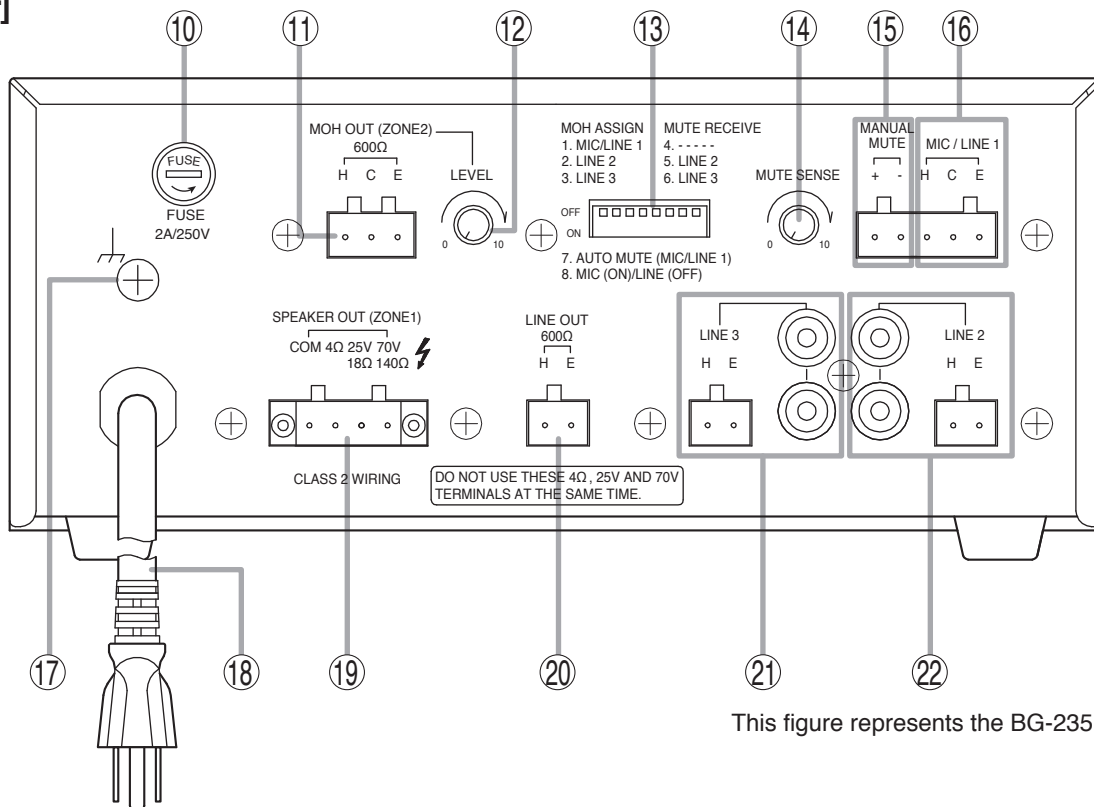 ]
⑩ ⑪ ⑫ ⑬ ⑭ ⑮ ⑯
FUSE
FUSE
2A/250V
MOH OUT (ZONE2)
600Ω
H C E
LEVEL
0 10
MOH ASSIGN
1. MIC/LINE 1
2. LINE 2
3. LINE 3
MUTE RECEIVE
4. - - - - -
5. LINE 2
6. LINE 3
OFF
ON
7. AUTO MUTE (MIC/LINE 1)
8. MIC (ON)/LINE (OFF)
MUTE SENSE
0 10
MANUAL
MUTE
+ -
MIC / LINE 1
H C E
SPEAKER OUT (ZONE1)
COM 4Ω 25V 70V
18Ω 140Ω
CLASS 2 WIRING
LINE OUT
600Ω
H E
DO NOT USE THESE 4Ω , 25V AND 70V
TERMINALS AT THE SAME TIME.
LINE 3
H E
LINE 2
H E
⑰ ⑱ ⑲ ⑳ ㉑ ㉒
This figure represents the BG-235